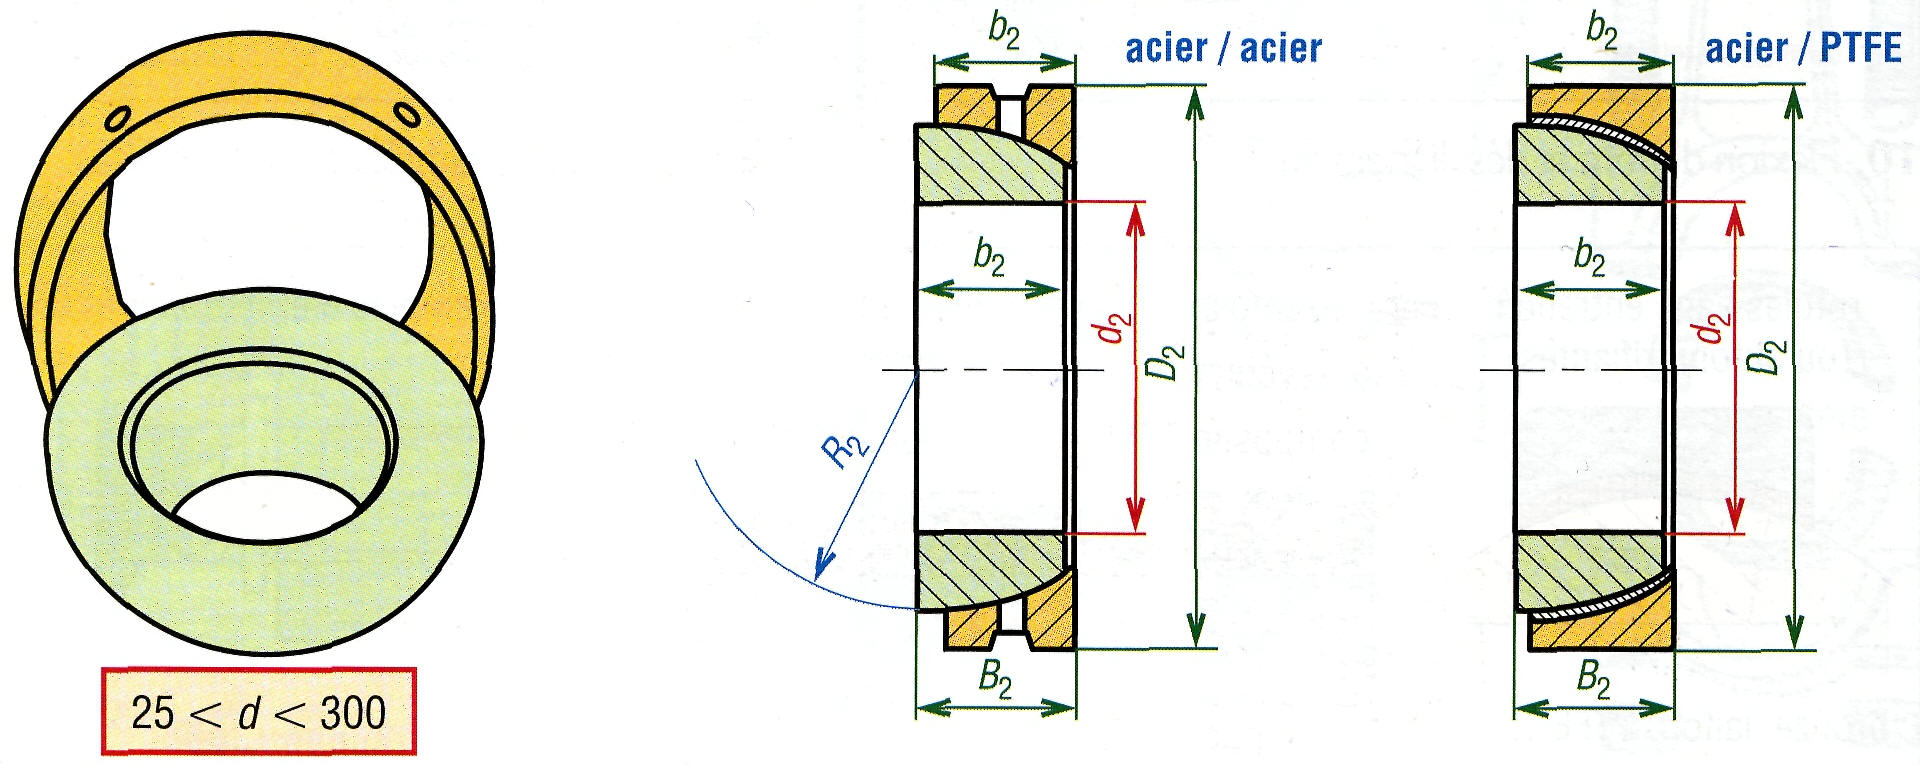 b2
acier / acier
b2
d2
D2
R2
B2
b2
acier / PTFE
b2
d2
D2
B2
25 < d < 300